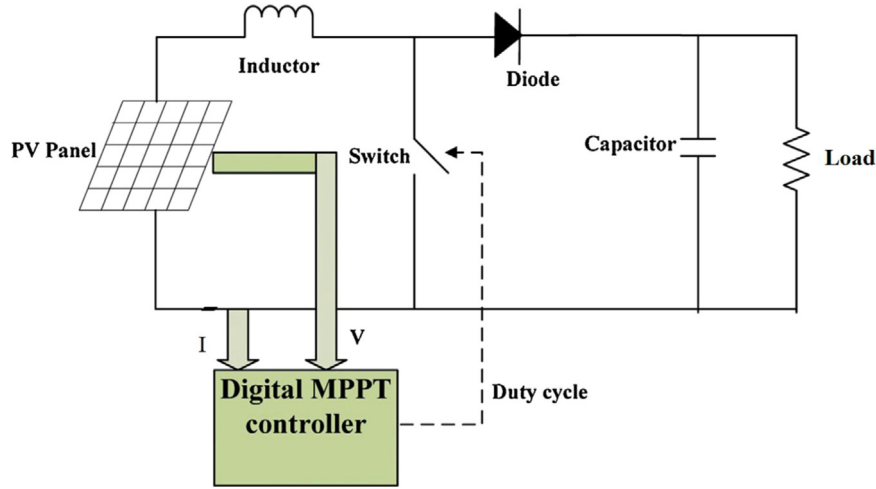 Inductor
Diode
PV Panel
Switch
Capacitor
Load
I
V
Digital MPPT
controller
Duty cycle